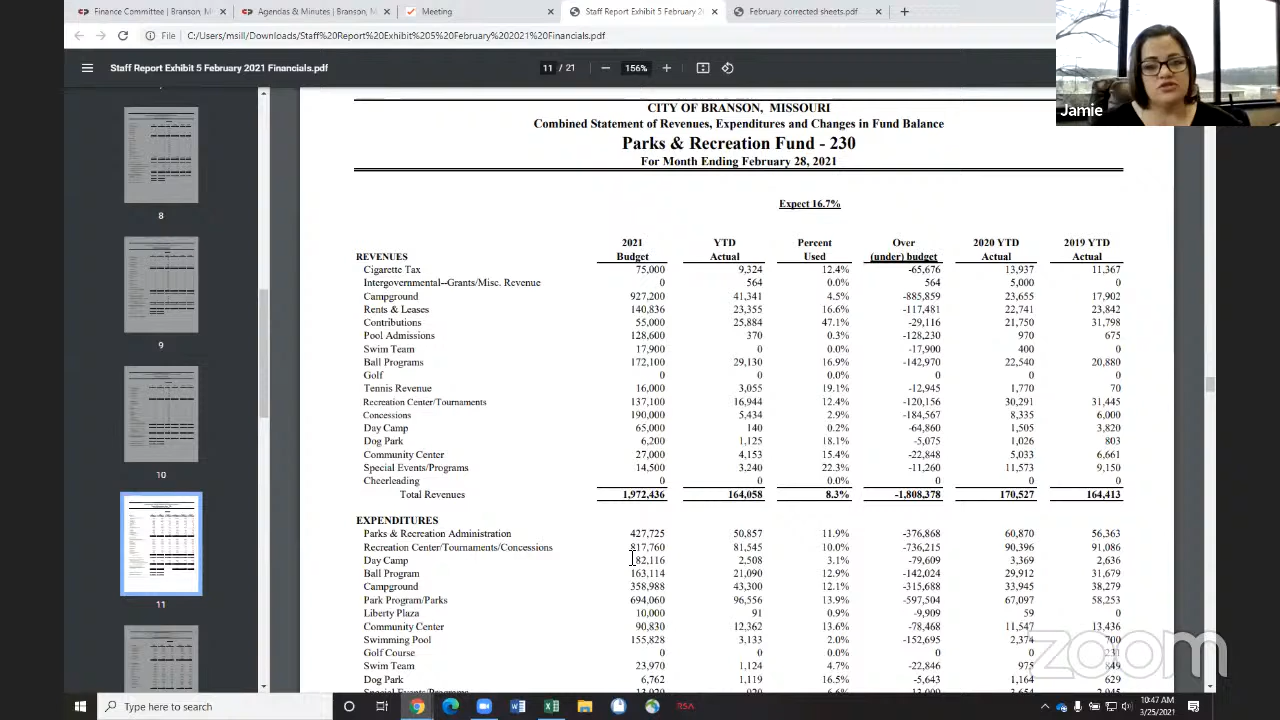 Finance Committee | Branson, M
Agendas & Minutes | Branson, M
Meeting
Staff Report Exhibit 5 February 2
February corrected sheets.pdf
File C:/Users/msill/Downloads/Staff%20Report%20Exhibit%205%20February%202021%20Financials.pdf
Staff Report Exhibit 5 February 2021 Financials.pdf
11 / 21
156%
Jamie
8
9
10
11
CITY OF BRANSON, MISSOURI
Combined Statement of Revenues, Expenditures and Changes in Fund Balance
Parks & Recreation Fund - 230
For Month Ending February 28, 2021
Expect 16.7%
2021 YTD Percent Over 2020 YTD 2019 YTD
REVENUES Budget Actual Used (under) budget Actual Actual
Cigarette Tax 75,000 9,324 12.4% -65,676 13,937 11,367
Intergovernmental--Grants/Misc. Revenue 0 564 0.0% 564 5,000 0
Campground 927,200 41,341 4.5% -885,859 23,655 17,902
Rents & Leases 140,836 23,355 16.6% -117,481 22,741 23,842
Contributions 55,000 25,884 47.1% -29,116 21,750 31,798
Pool Admissions 128,600 370 0.3% -128,230 970 675
Swim Team 17,900 0 0.0% -17,900 400 0
Ball Programs 172,100 29,130 16.9% -142,970 22,540 20,880
Golf 0 0 0.0% 0 0 0
Tennis Revenue 16,000 3,055 19.1% -12,945 1,770 70
Recreation Center/Tournaments 137,100 16,944 12.4% -120,156 30,291 31,445
Concessions 190,000 5,434 2.9% -184,567 8,335 6,000
Day Camp 65,000 140 0.2% -64,860 1,505 3,820
Dog Park 6,200 1,125 18.1% -5,075 1,026 803
Community Center 27,000 4,153 15.4% -22,848 5,033 6,661
Special Events/Programs 14,500 3,240 22.3% -11,260 11,573 9,150
Cheerleading 0 0 0.0% 0 0 0
Total Revenues 1,972,436 164,058 8.3% -1,808,378 170,527 164,413
EXPENDITURES
Parks & Recreation Administration 427,725 50,857 11.9% -376,868 60,870 56,363
Recreation Center/Tournaments/Concessions 817,760 81,545 10.0% -736,215 90,396 91,086
Day Camp 82,116 2,508 3.1% -79,609 3,369 2,636
Ball Program 163,114 21,090 12.9% -142,024 29,912 31,679
Campground 358,988 43,300 12.1% -315,688 33,945 38,279
Park Program/Parks 694,060 96,556 13.9% -597,504 67,097 58,253
Liberty Plaza 10,000 91 0.9% -9,909 59 0
Community Center 90,830 12,362 13.6% -78,468 11,547 13,436
Swimming Pool 155,828 3,133 2.0% -152,695 700
Golf Course 0 0 0.0% 0 0
Swim Team 23,970 1,124 4.7% -22,846 849
Dog Park 6,762 1,119 16.5% -5,643 1,164 629
Special Events/Programs
zoom
Type here to search
RSA
10:47 AM
3/25/2021